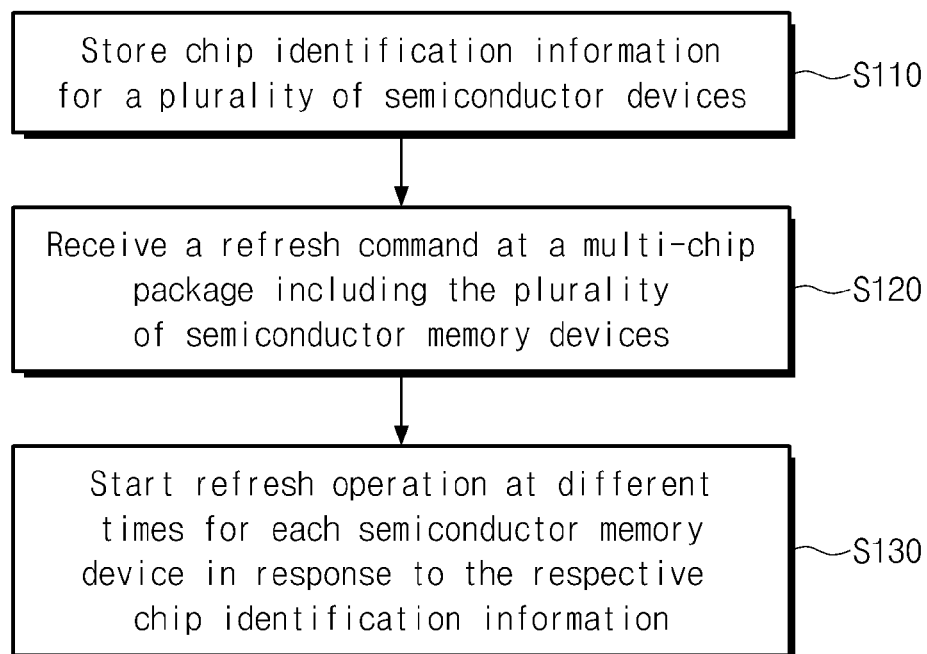 Store chip identification information
for a plurality of semiconductor devices
S110
Receive a refresh command at a multi-chip
package including the plurality
of semiconductor memory devices
S120
Start refresh operation at different
times for each semiconductor memory
device in response to the respective
chip identification information
S130